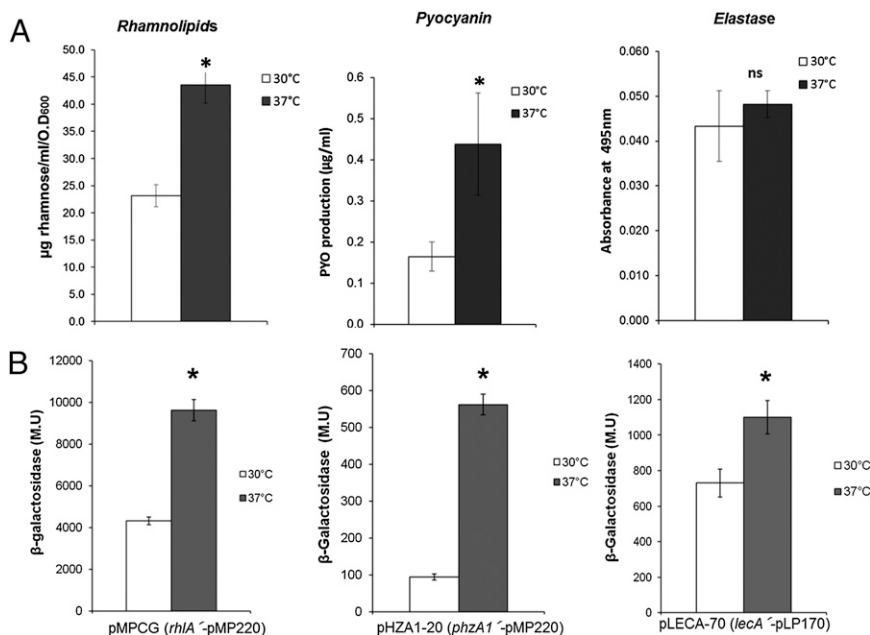 A
Rhamnolipids
µg rhamnose/ml/O.D600
50.0
45.0
40.0
35.0
30.0
25.0
20.0
15.0
10.0
5.0
0.0
*
30°C
37°C
Pyocyanin
PYO production (µg/ml)
0.6
0.5
0.4
0.3
0.2
0.1
0.0
*
30°C
37°C
Elastase
Absorbance at 495nm
0.060
0.050
0.040
0.030
0.020
0.010
0.000
ns
30°C
37°C
B
β-galactosidase (M.U)
12000
10000
8000
6000
4000
2000
0
*
30°C
37°C
pMPCG (rhlA´-pMP220)
β-Galactosidase (M.U)
700
600
500
400
300
200
100
0
*
30°C
37°C
pHZA1-20 (phzA1´-pMP220)
β-Galactosidase (M.U)
1400
1200
1000
800
600
400
200
0
*
30°C
37°C
pLECA-70 (lecA´-pLP170)